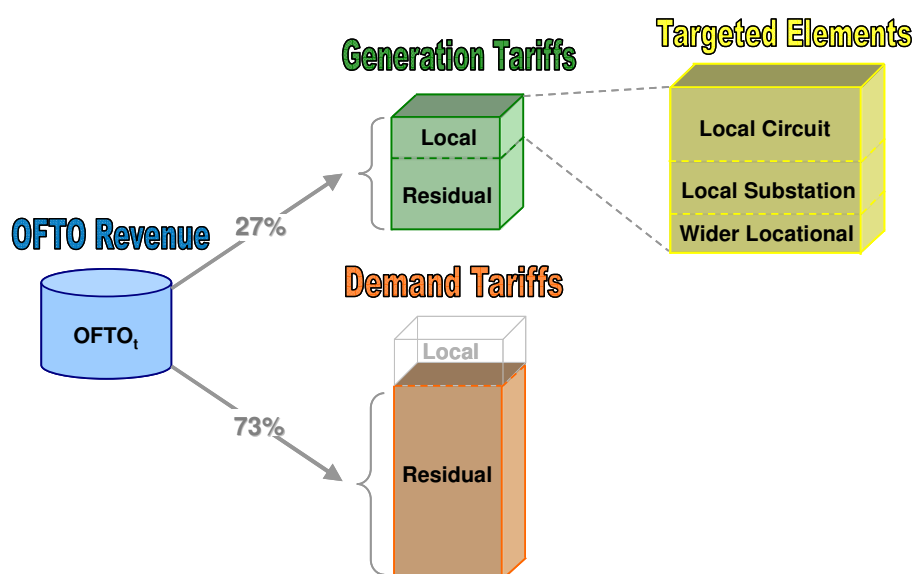 Targeted Elements
Generation Tariffs
Local
Residual
Local Circuit
Local Substation
Wider Locational
OFTO Revenue
27%
OFTOt
Demand Tariffs
Local
73%
Residual